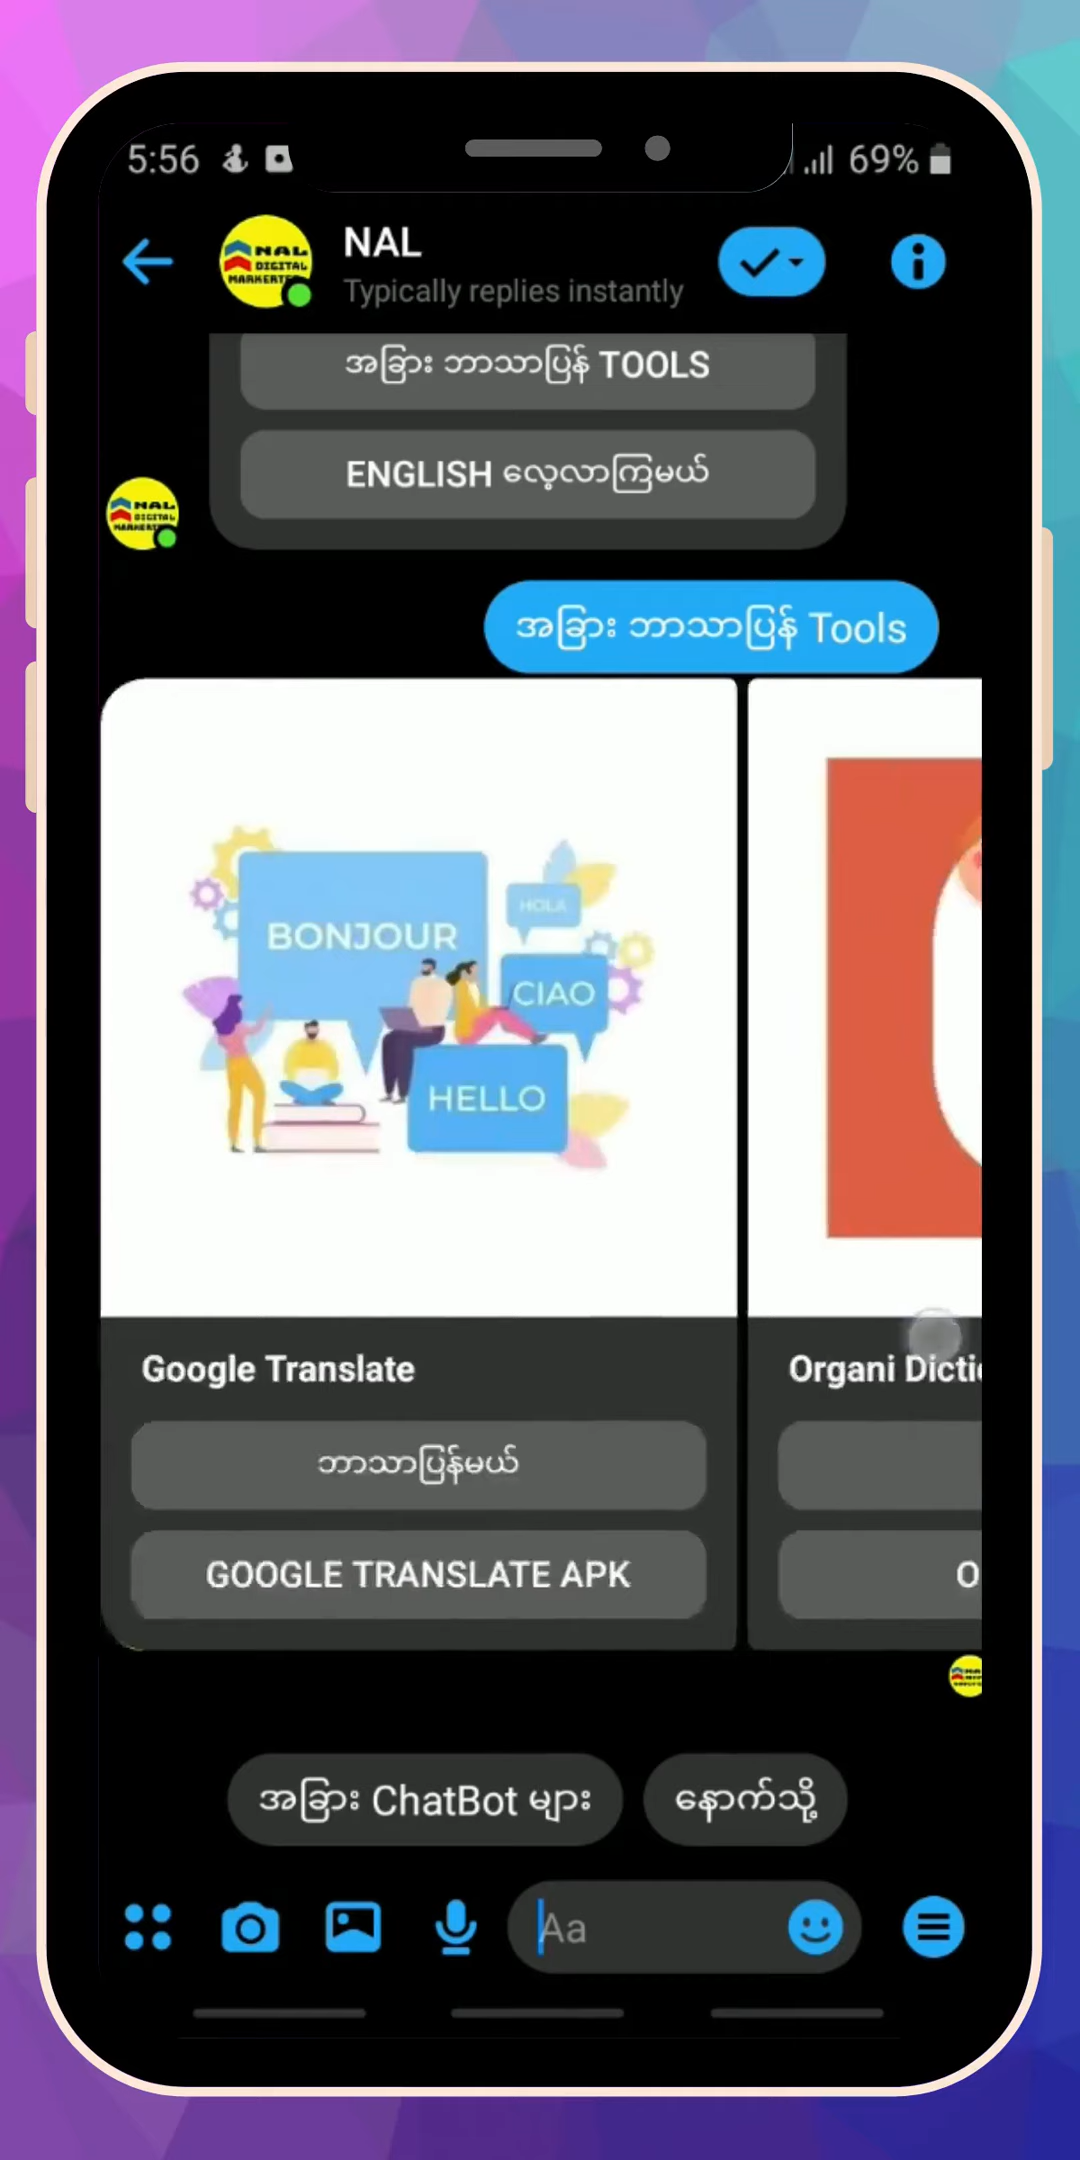 5:56
69%
NAL
DIGITAL
NAL
Typically replies instantly
အခြား ဘာသာပြန် TOOLS
ENGLISH လေ့လာကြမယ်
NAL
DIGITAL
အခြား ဘာသာပြန် Tools
BONJOUR
HOLA
CIAO
HELLO
Google Translate
ဘာသာပြန်မယ်
GOOGLE TRANSLATE APK
Organi
အခြား ChatBot များ
နောက်သို့
Aa